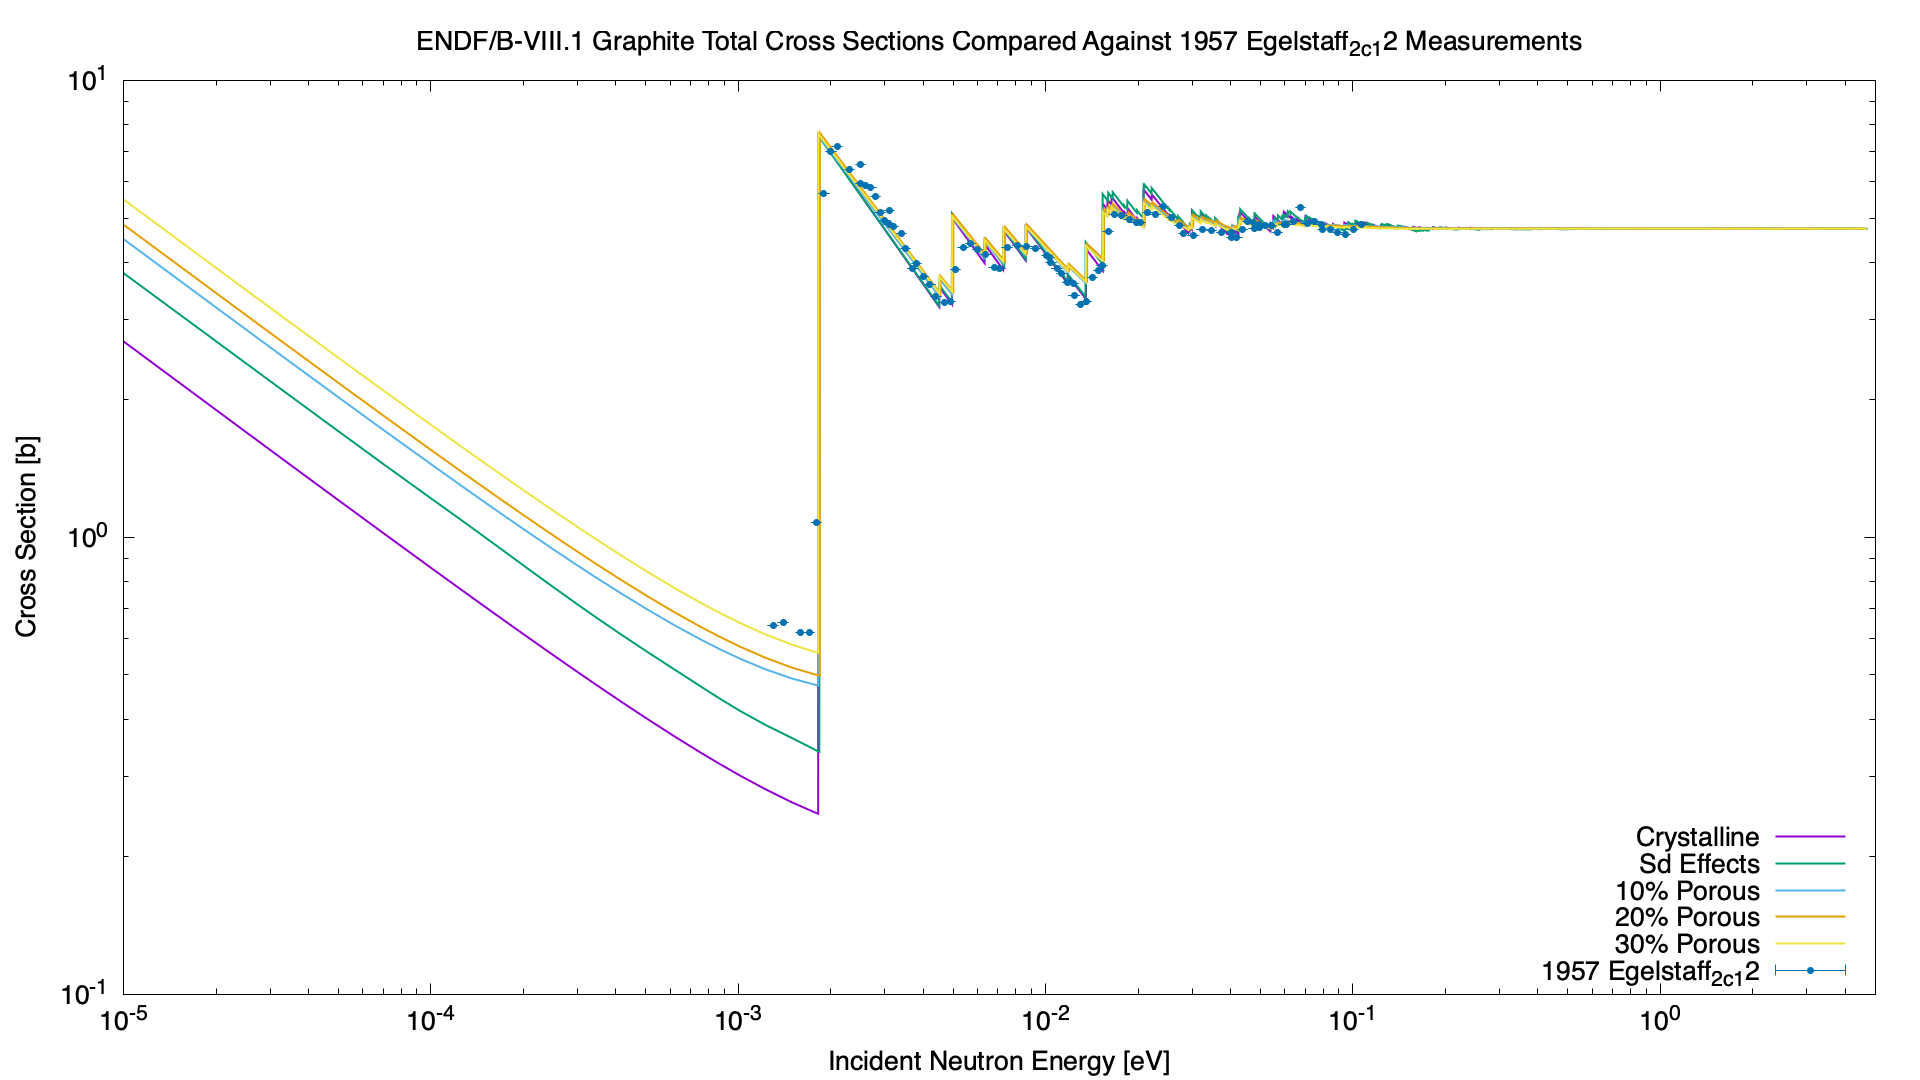 ENDF/B-VIII.1 Graphite Total Cross Sections Compared Against 1957 Egelstaff2c12 Measurements
Cross Section [b]
10^1
10^0
10^-1
10^-5 10^-4 10^-3 10^-2 10^-1 10^0
Incident Neutron Energy [eV]
Crystalline
Sd Effects
10% Porous
20% Porous
30% Porous
1957 Egelstaff2c12